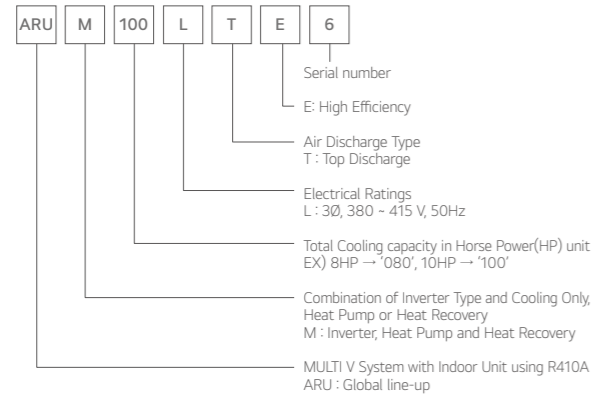 ARU M 100 L T E 6
Serial number
E: High Efficiency
Air Discharge Type
T : Top Discharge
Electrical Ratings
L : 3Ø, 380 ~ 415 V, 50Hz
Total Cooling capacity in Horse Power(HP) unit
EX) 8HP → '080', 10HP → '100'
Combination of Inverter Type and Cooling Only,
Heat Pump or Heat Recovery
M : Inverter, Heat Pump and Heat Recovery
MULTI V System with Indoor Unit using R410A
ARU : Global line-up